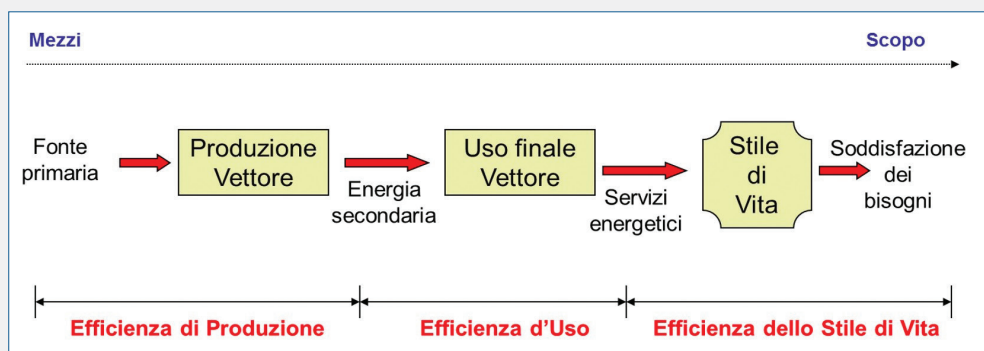 Mezzi
Scopo
Fonte
primaria
Produzione
Vettore
Energia
secondaria
Uso finale
Vettore
Servizi
energetici
Stile
di
Vita
Soddisfazione
dei
bisogni
Efficienza di Produzione
Efficienza d'Uso
Efficienza dello Stile di Vita